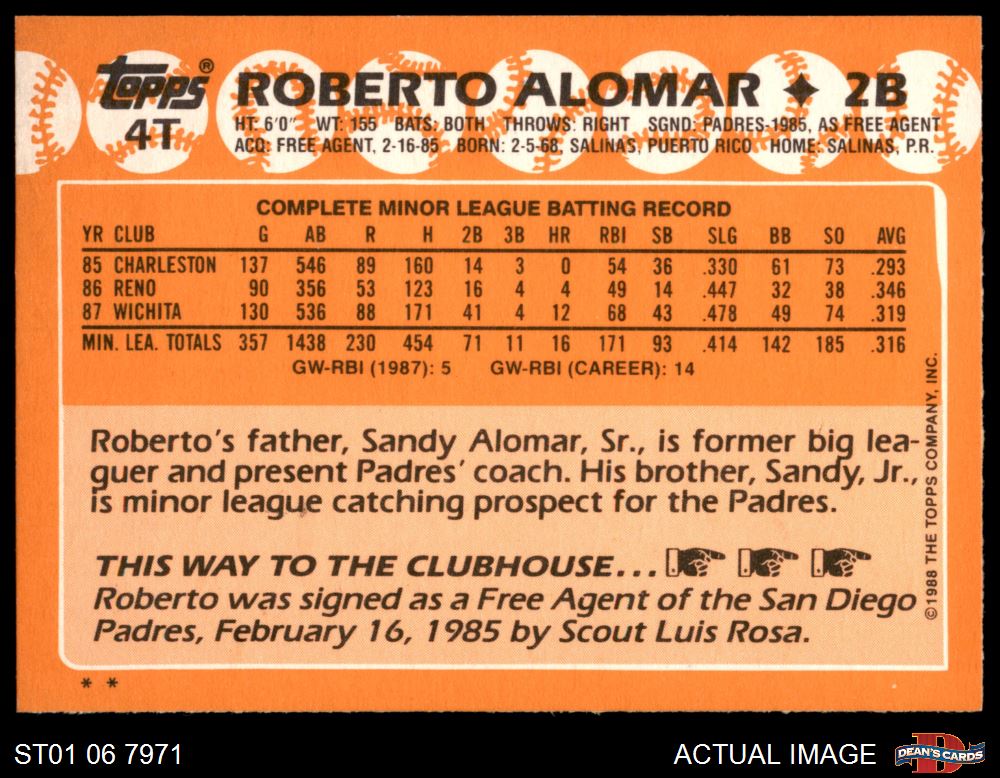 topps®
4T
ROBERTO ALOMAR ✦ 2B
HT: 6'0" WT: 155 BATS: BOTH THROWS: RIGHT SGND: PADRES-1985, AS FREE AGENT
ACQ: FREE AGENT, 2-16-85 BORN: 2-5-68, SALINAS, PUERTO RICO HOME: SALINAS, P.R.
COMPLETE MINOR LEAGUE BATTING RECORD
YR CLUB G AB R H 2B 3B HR RBI SB SLG BB SO AVG
85 CHARLESTON 137 546 89 160 14 3 0 54 36 .330 61 73 .293
86 RENO 90 356 53 123 16 4 4 49 14 .447 32 38 .346
87 WICHITA 130 536 88 171 41 4 12 68 43 .478 49 74 .319
MIN. LEA. TOTALS 357 1438 230 454 71 11 16 171 93 .414 142 185 .316
GW-RBI (1987): 5 GW-RBI (CAREER): 14
Roberto's father, Sandy Alomar, Sr., is former big lea-
guer and present Padres' coach. His brother, Sandy, Jr.,
is minor league catching prospect for the Padres.
THIS WAY TO THE CLUBHOUSE...
Roberto was signed as a Free Agent of the San Diego
Padres, February 16, 1985 by Scout Luis Rosa.
©1988 THE TOPPS COMPANY, INC.
* *
ST01 06 7971
ACTUAL IMAGE
DEAN'S CARDS